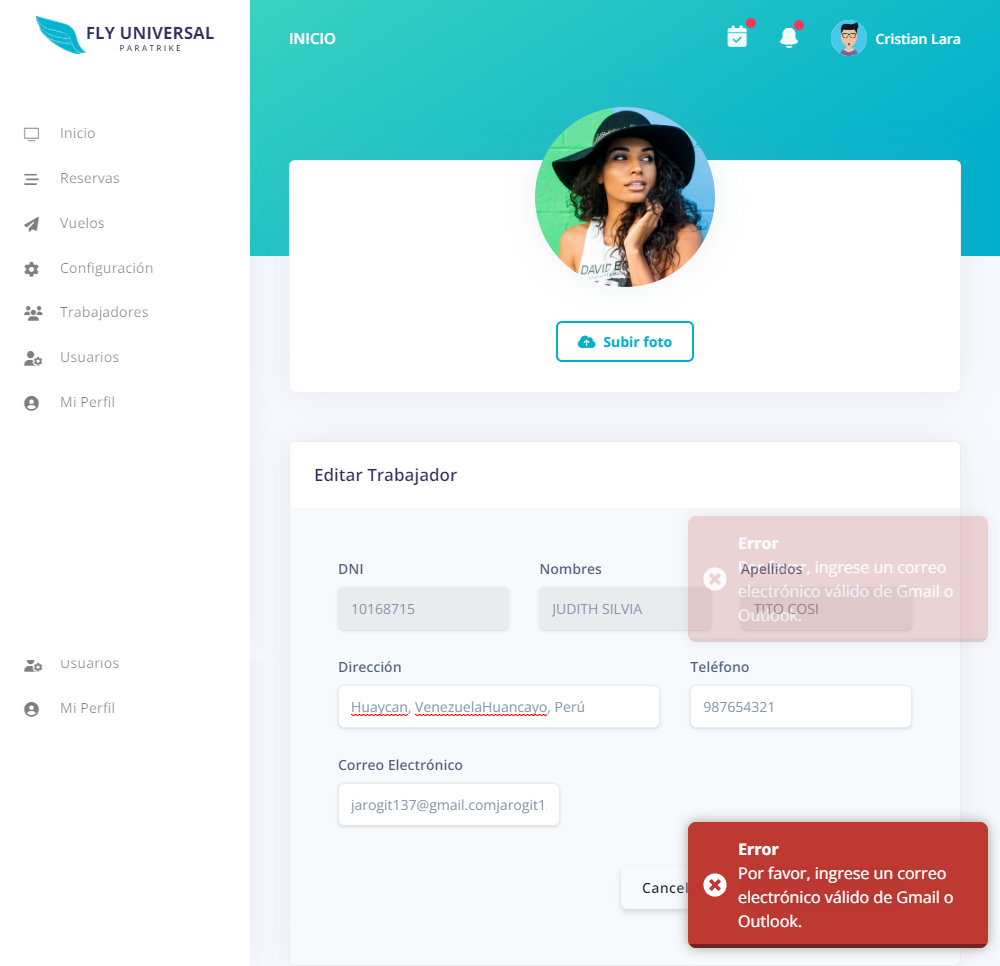 FLY UNIVERSAL
PARATRIKE
INICIO
Cristian Lara
Inicio
Reservas
Vuelos
Configuración
Trabajadores
Usuarios
Mi Perfil
DAVID BO
Subir foto
Editar Trabajador
Error
Por favor, ingrese un correo
electrónico válido de Gmail o
Outlook.
DNI
Nombres
Apellidos
10168715
JUDITH SILVIA
TITO COSI
Usuarios
Mi Perfil
Dirección
Teléfono
Huaycan, VenezuelaHuancayo, Perú
987654321
Correo Electrónico
jarogit137@gmail.comjarogit1
Cancel
Error
Por favor, ingrese un correo
electrónico válido de Gmail o
Outlook.